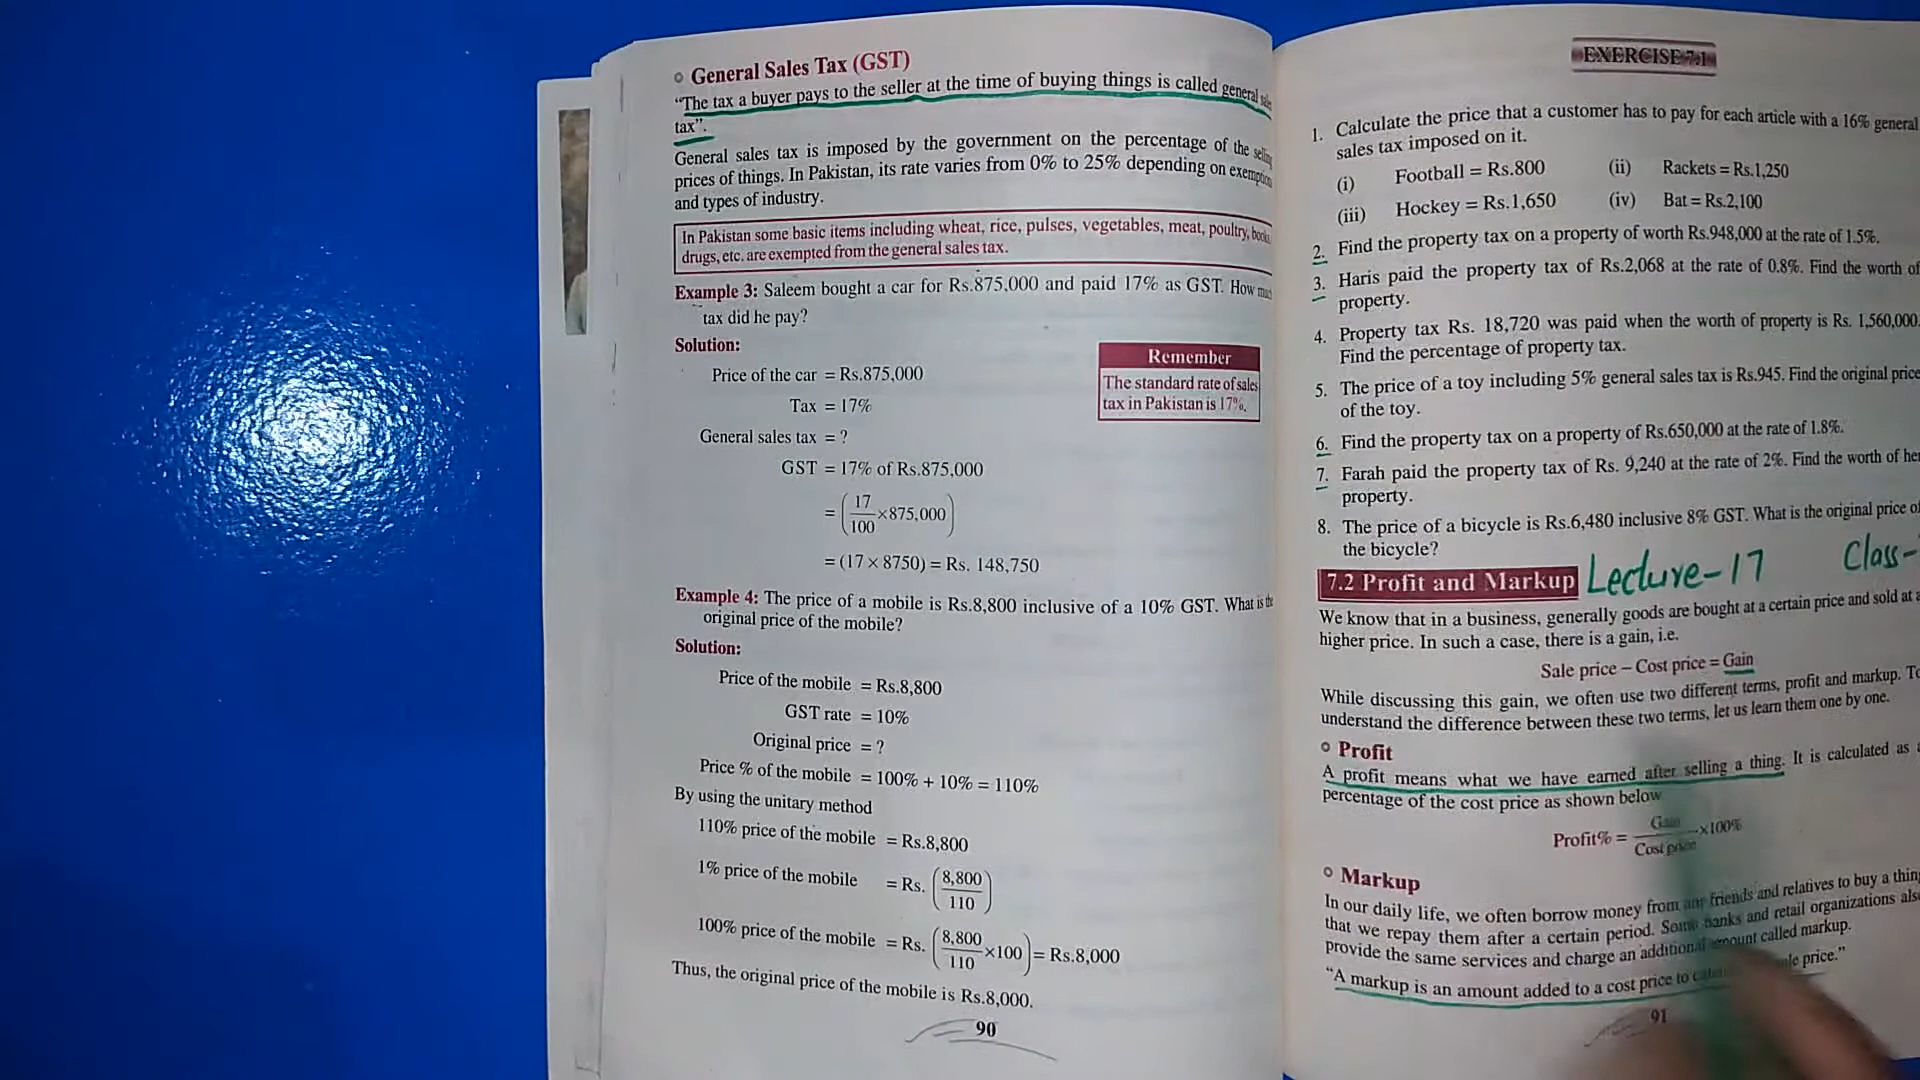 General Sales Tax (GST)
“The tax a buyer pays to the seller at the time of buying things is called general
tax”.
General sales tax is imposed by the government on the percentage of the
prices of things. In Pakistan, its rate varies from 0% to 25% depending on
and types of industry.
In Pakistan some basic items including wheat, rice, pulses, vegetables, meat, poultry,
drugs, etc. are exempted from the general sales tax.
Example 3: Saleem bought a car for Rs.875,000 and paid 17% as GST. How
tax did he pay?
Solution:
Price of the car = Rs.875,000
Tax = 17%
General sales tax = ?
GST = 17% of Rs.875,000
= (17/100 ×875,000)
= (17 × 8750) = Rs. 148,750
Remember
The standard rate of sales
tax in Pakistan is 17%.
Example 4: The price of a mobile is Rs.8,800 inclusive of a 10% GST. What is
original price of the mobile?
Solution:
Price of the mobile = Rs.8,800
GST rate = 10%
Original price = ?
Price % of the mobile = 100% + 10% = 110%
By using the unitary method
110% price of the mobile = Rs.8,800
1% price of the mobile = Rs. (8,800/110)
100% price of the mobile = Rs. (8,800/110 ×100) = Rs.8,000
Thus, the original price of the mobile is Rs.8,000.
90
EXERCISE 7.1
1. Calculate the price that a customer has to pay for each article with a 16% general
sales tax imposed on it.
(i) Football = Rs.800 (ii) Rackets = Rs.1,250
(iii) Hockey = Rs.1,650 (iv) Bat = Rs.2,100
2. Find the property tax on a property of worth Rs.948,000 at the rate of 1.5%.
3. Haris paid the property tax of Rs.2,068 at the rate of 0.8%. Find the worth of
property.
4. Property tax Rs. 18,720 was paid when the worth of property is Rs. 1,560,000.
Find the percentage of property tax.
5. The price of a toy including 5% general sales tax is Rs.945. Find the original price
of the toy.
6. Find the property tax on a property of Rs.650,000 at the rate of 1.8%.
7. Farah paid the property tax of Rs. 9,240 at the rate of 2%. Find the worth of her
property.
8. The price of a bicycle is Rs.6,480 inclusive 8% GST. What is the original price of
the bicycle?
7.2 Profit and Markup Lecture-17 Class-
We know that in a business, generally goods are bought at a certain price and sold at a
higher price. In such a case, there is a gain, i.e.
Sale price – Cost price = Gain
While discussing this gain, we often use two different terms, profit and markup. To
understand the difference between these two terms, let us learn them one by one.
Profit
A profit means what we have earned after selling a thing. It is calculated as a
percentage of the cost price as shown below
Profit% = Gain/Cost price ×100%
Markup
In our daily life, we often borrow money from our friends and relatives to buy a thing
that we repay them after a certain period. Some banks and retail organizations also
provide the same services and charge an additional amount called markup.
“A markup is an amount added to a cost price to price.”
91